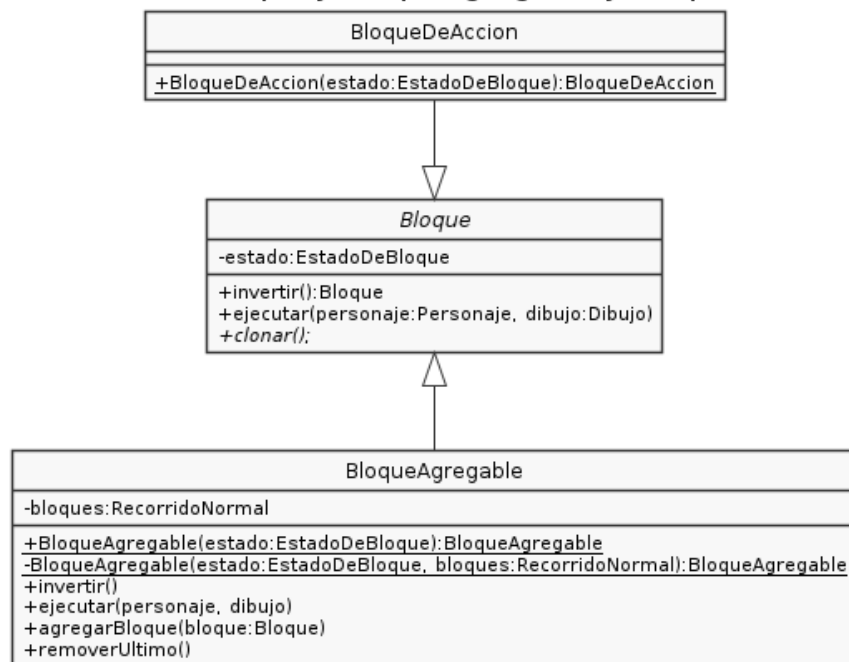 BloqueDeAccion
+BloqueDeAccion(estado:EstadoDeBloque):BloqueDeAccion
Bloque
-estado:EstadoDeBloque
+invertir():Bloque
+ejecutar(personaje:Personaje, dibujo:Dibujo)
+clonar();
BloqueAgregable
-bloques:RecorridoNormal
+BloqueAgregable(estado:EstadoDeBloque):BloqueAgregable
-BloqueAgregable(estado:EstadoDeBloque, bloques:RecorridoNormal):BloqueAgregable
+invertir()
+ejecutar(personaje, dibujo)
+agregarBloque(bloque:Bloque)
+removerUltimo()